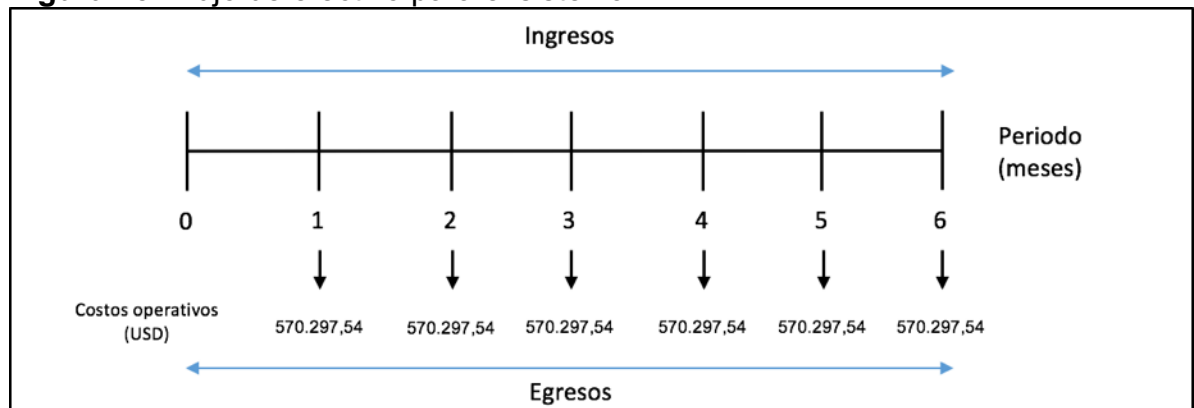 Ingresos
Periodo
(meses)
0 1 2 3 4 5 6
Costos operativos
(USD)
570.297,54 570.297,54 570.297,54 570.297,54 570.297,54 570.297,54
Egresos